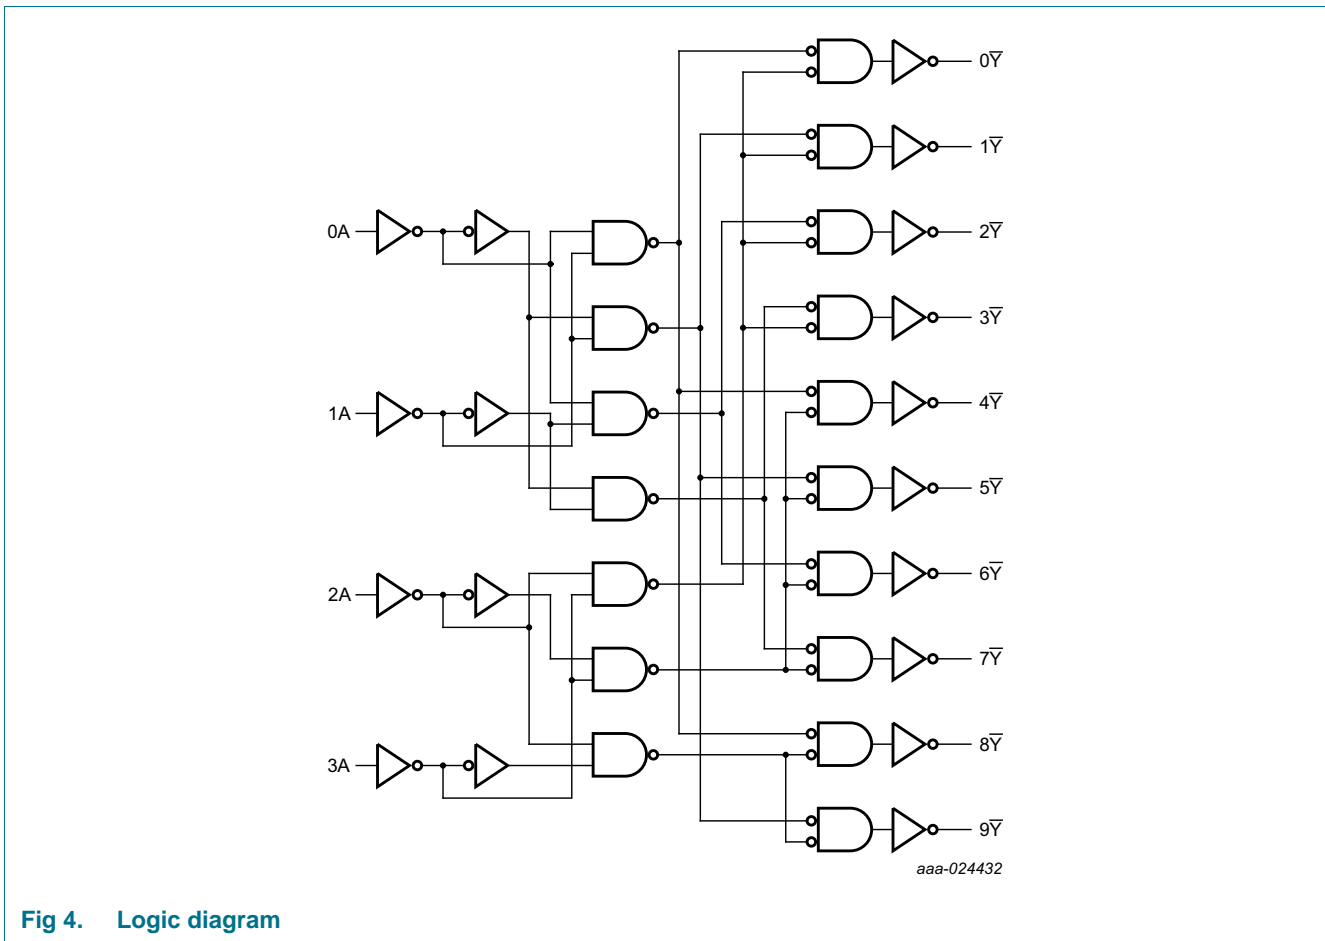 0Y̅
1Y̅
2Y̅
0A
3Y̅
1A
4Y̅
5Y̅
2A
6Y̅
7Y̅
3A
8Y̅
9Y̅
aaa-024432
Fig 4. Logic diagram